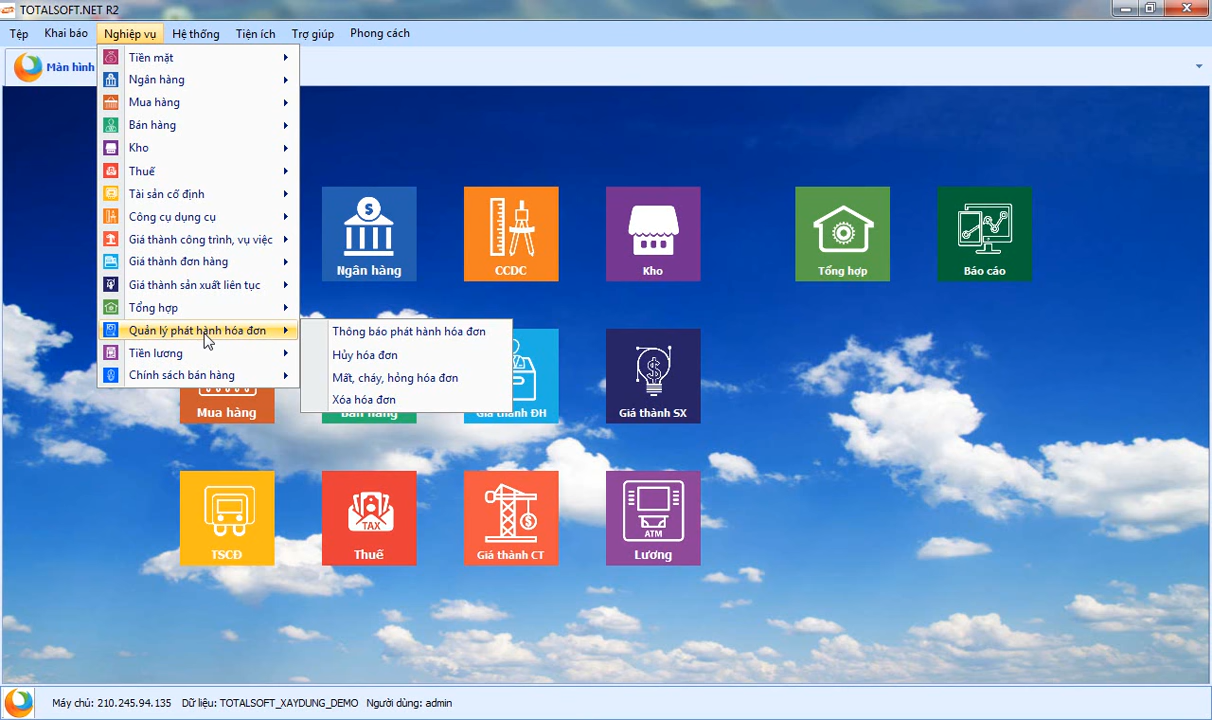 TOTALSOFT.NET R2
Tệp Khai báo Nghiệp vụ Hệ thống Tiện ích Trợ giúp Phong cách
Màn hình
Tiền mặt
Ngân hàng
Mua hàng
Bán hàng
Kho
Thuế
Tài sản cố định
Công cụ dụng cụ
Giá thành công trình, vụ việc
Giá thành đơn hàng
Giá thành sản xuất liên tục
Tổng hợp
Quản lý phát hành hóa đơn
Tiền lương
Chính sách bán hàng
Thông báo phát hành hóa đơn
Hủy hóa đơn
Mất, cháy, hỏng hóa đơn
Xóa hóa đơn
Ngân hàng CCDC Kho Tổng hợp Báo cáo
Mua hàng Bán hàng Giá thành ĐH Giá thành SX
TAX ATM
TSCĐ Thuế Giá thành CT Lương
Máy chủ: 210.245.94.135 Dữ liệu: TOTALSOFT_XAYDUNG_DEMO Người dùng: admin